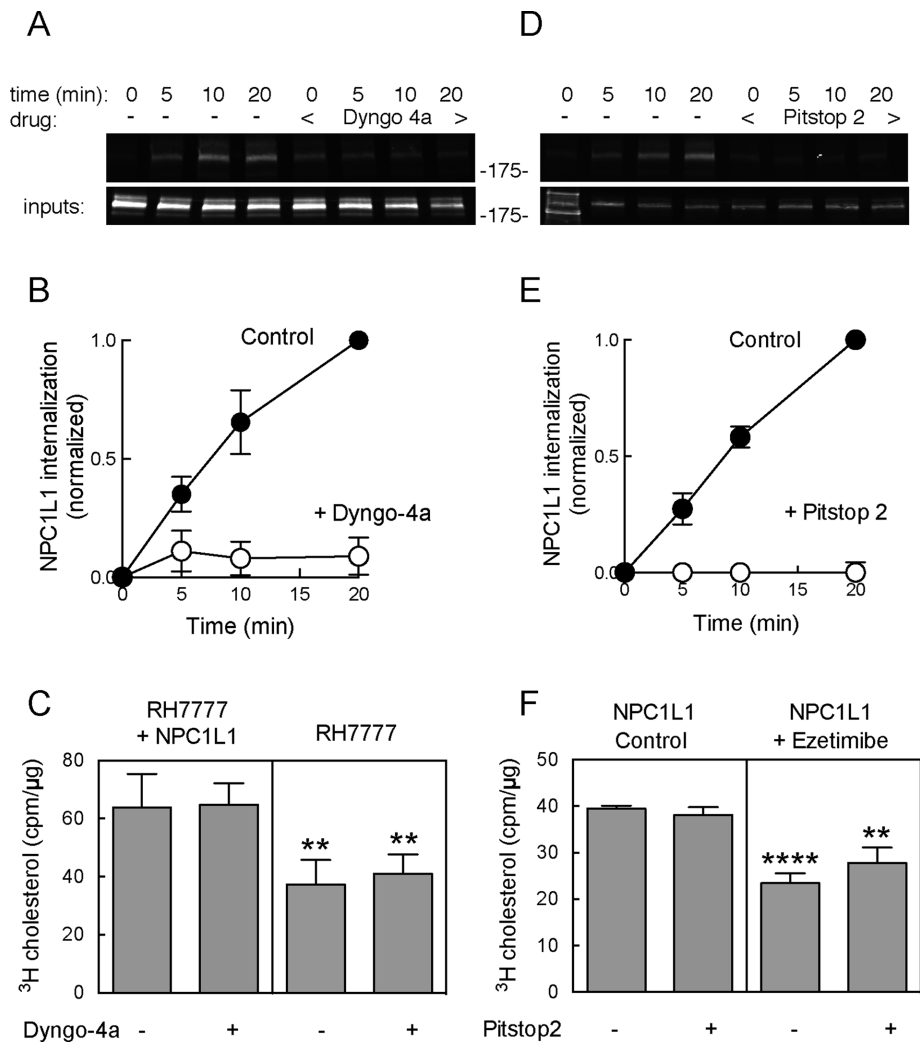 A
time (min): 0 5 10 20 0 5 10 20
drug: - - - - < Dyngo 4a >
-175-
inputs:
-175-
D
0 5 10 20 0 5 10 20
- - - - < Pitstop 2 >
B
NPC1L1 internalization
(normalized)
1.0
0.5
0.0
Control
+ Dyngo-4a
0 5 10 15 20
Time (min)
E
NPC1L1 internalization
(normalized)
1.0
0.5
0.0
Control
+ Pitstop 2
0 5 10 15 20
Time (min)
C
RH7777
+ NPC1L1
RH7777
³H cholesterol (cpm/µg)
80
60
40
20
0
** **
Dyngo-4a - + - +
F
NPC1L1
Control
NPC1L1
+ Ezetimibe
³H cholesterol (cpm/µg)
50
40
30
20
10
0
**** **
Pitstop2 - + - +